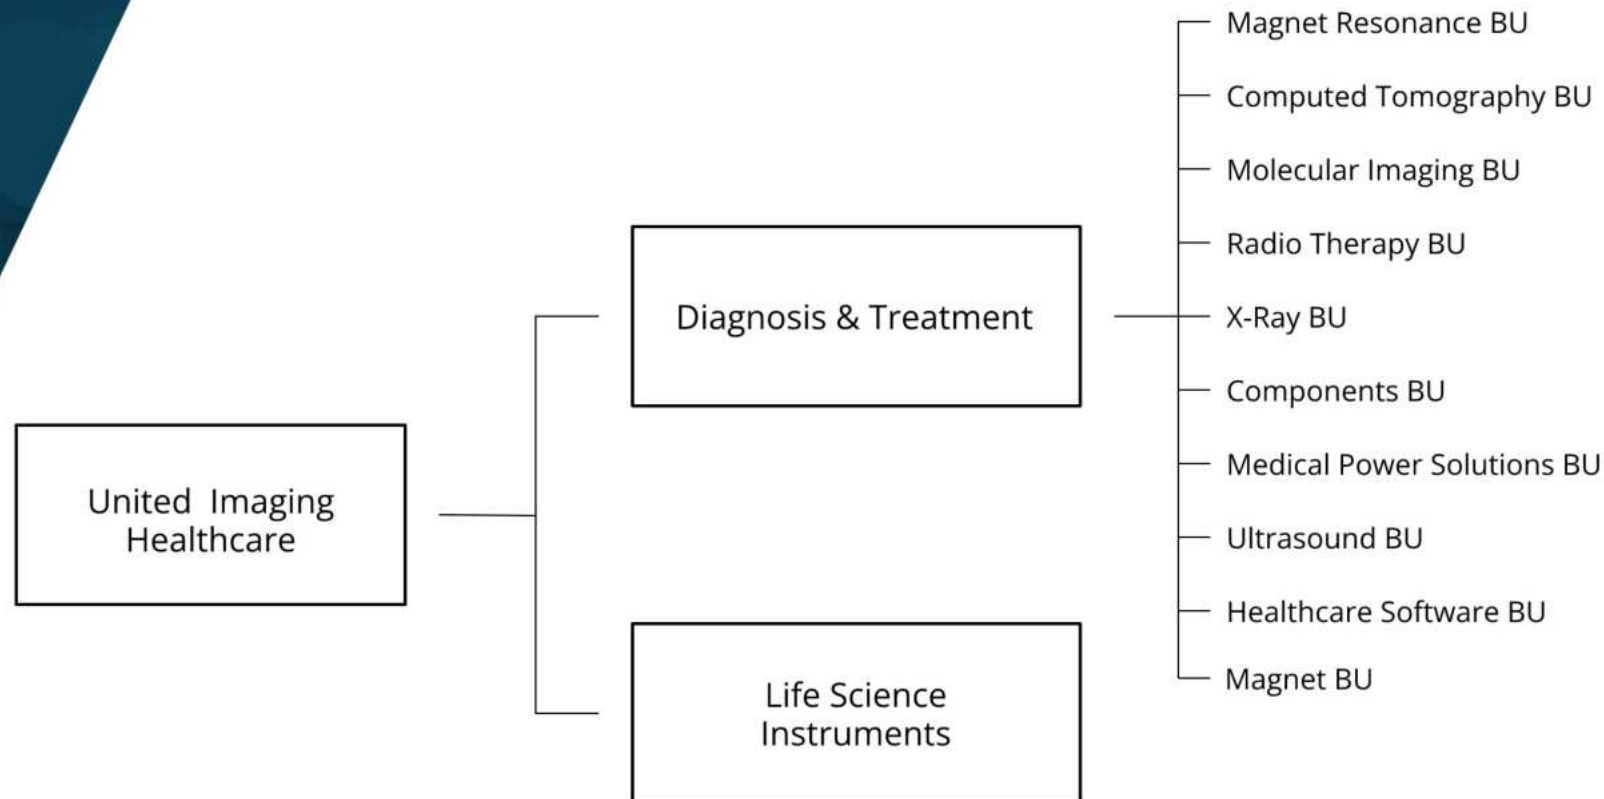 Magnet Resonance BU
Computed Tomography BU
Molecular Imaging BU
Radio Therapy BU
Diagnosis & Treatment
X-Ray BU
Components BU
Medical Power Solutions BU
United Imaging
Healthcare
Ultrasound BU
Healthcare Software BU
Magnet BU
Life Science
Instruments